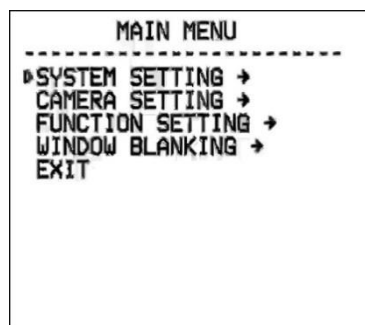 MAIN MENU
SYSTEM SETTING →
CAMERA SETTING →
FUNCTION SETTING →
WINDOW BLANKING →
EXIT